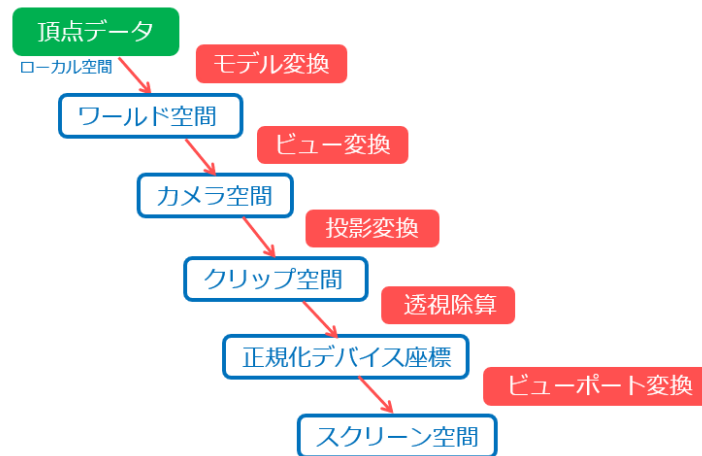 頂点データ
ローカル空間
モデル変換
ワールド空間
ビュー変換
カメラ空間
投影変換
クリップ空間
透視除算
正規化デバイス座標
ビューポート変換
スクリーン空間